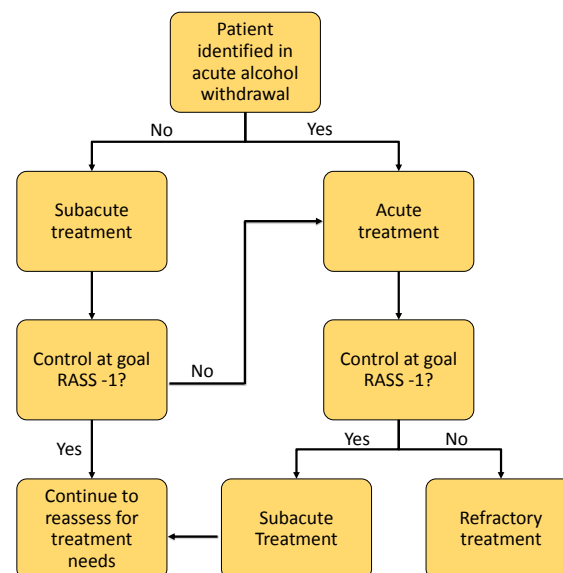 Patient
identified in
acute alcohol
withdrawal
No
Yes
Subacute
treatment
Acute
treatment
Control at goal
RASS -1?
No
Control at goal
RASS -1?
Yes
Yes
No
Continue to
reassess for
treatment
needs
Subacute
Treatment
Refractory
treatment